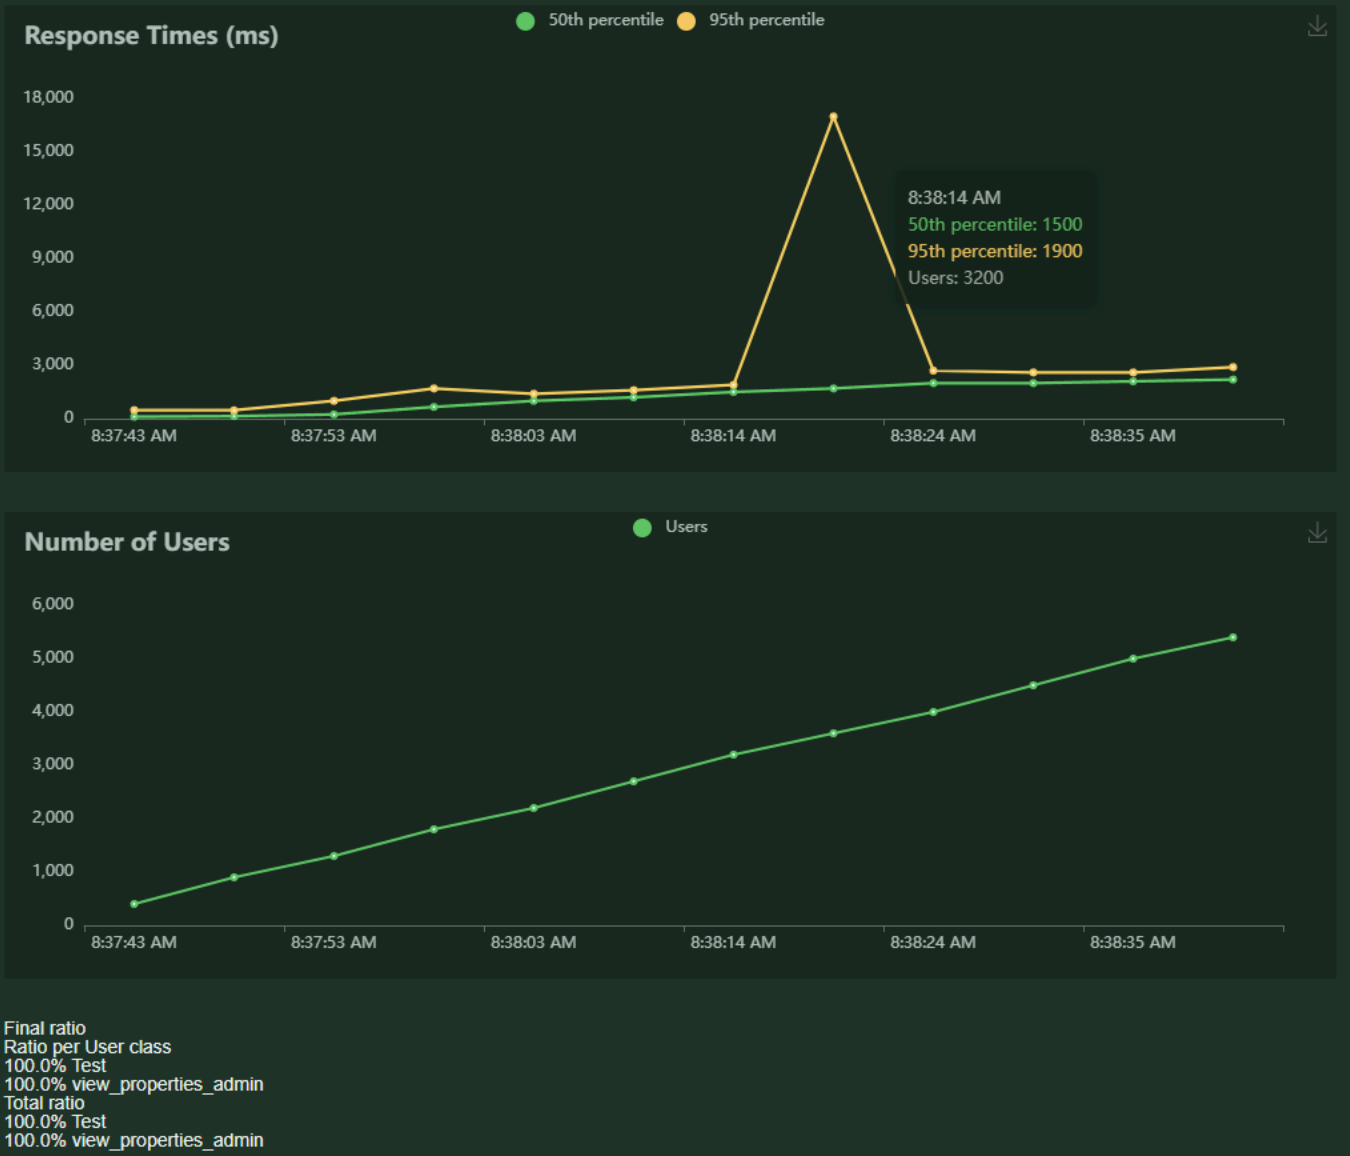 Response Times (ms)
50th percentile
95th percentile
18,000
15,000
12,000
9,000
6,000
3,000
0
8:38:14 AM
50th percentile: 1500
95th percentile: 1900
Users: 3200
8:37:43 AM
8:37:53 AM
8:38:03 AM
8:38:14 AM
8:38:24 AM
8:38:35 AM
Number of Users
Users
6,000
5,000
4,000
3,000
2,000
1,000
0
8:37:43 AM
8:37:53 AM
8:38:03 AM
8:38:14 AM
8:38:24 AM
8:38:35 AM
Final ratio
Ratio per User class
100.0% Test
100.0% view_properties_admin
Total ratio
100.0% Test
100.0% view_properties_admin